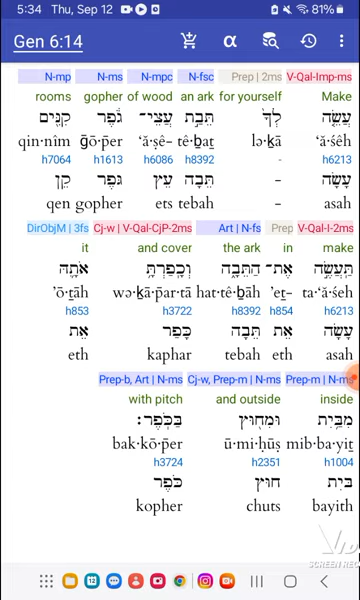 5:34 Thu, Sep 12 81%
Gen 6:14 α
N-mp N-ms N-mpc N-fsc Prep | 2ms V-Qal-Imp-ms
rooms gopher of wood an ark for yourself Make
קִנִּ֖ים גֹ֔פֶר עֲצֵי־ תֵּבַ֣ת לְךָ֙ עֲשֵׂ֤ה
qin·nîm ḡō·p̄er ‘ă·ṣê- tê·ḇaṯ lə·ḵā ‘ă·śêh
h7064 h1613 h6086 h8392 - h6213
קֵן גֹּפֶר עֵץ תֵּבָה - עָשָׂה
qen gopher ets tebah - asah
DirObjM | 3fs Cj-w | V-Qal-CjP-2ms Art | N-fs Prep V-Qal-I-2ms
it and cover the ark in make
אֹתָ֛הּ וְכָֽפַרְתָּ֥ הַתֵּבָ֑ה אֶת־ תַּֽעֲשֶׂ֣ה
’ō·ṯāh wə·ḵā·p̄ar·tā hat·tê·ḇāh ’eṯ- ta·‘ă·śeh
h853 h3722 h8392 h854 h6213
אֵת כָּפַר תֵּבָה אֵת עָשָׂה
eth kaphar tebah eth asah
Prep-b, Art | N-ms Cj-w, Prep-m | N-ms Prep-m | N-ms
with pitch and outside inside
בַּכֹּֽפֶר׃ וּמִח֖וּץ מִבַּ֥יִת
bak·kō·p̄er ū·mi·ḥūṣ mib·ba·yiṯ
h3724 h2351 h1004
כֹּפֶר חוּץ בַּיִת
kopher chuts bayith
SCREEN REC